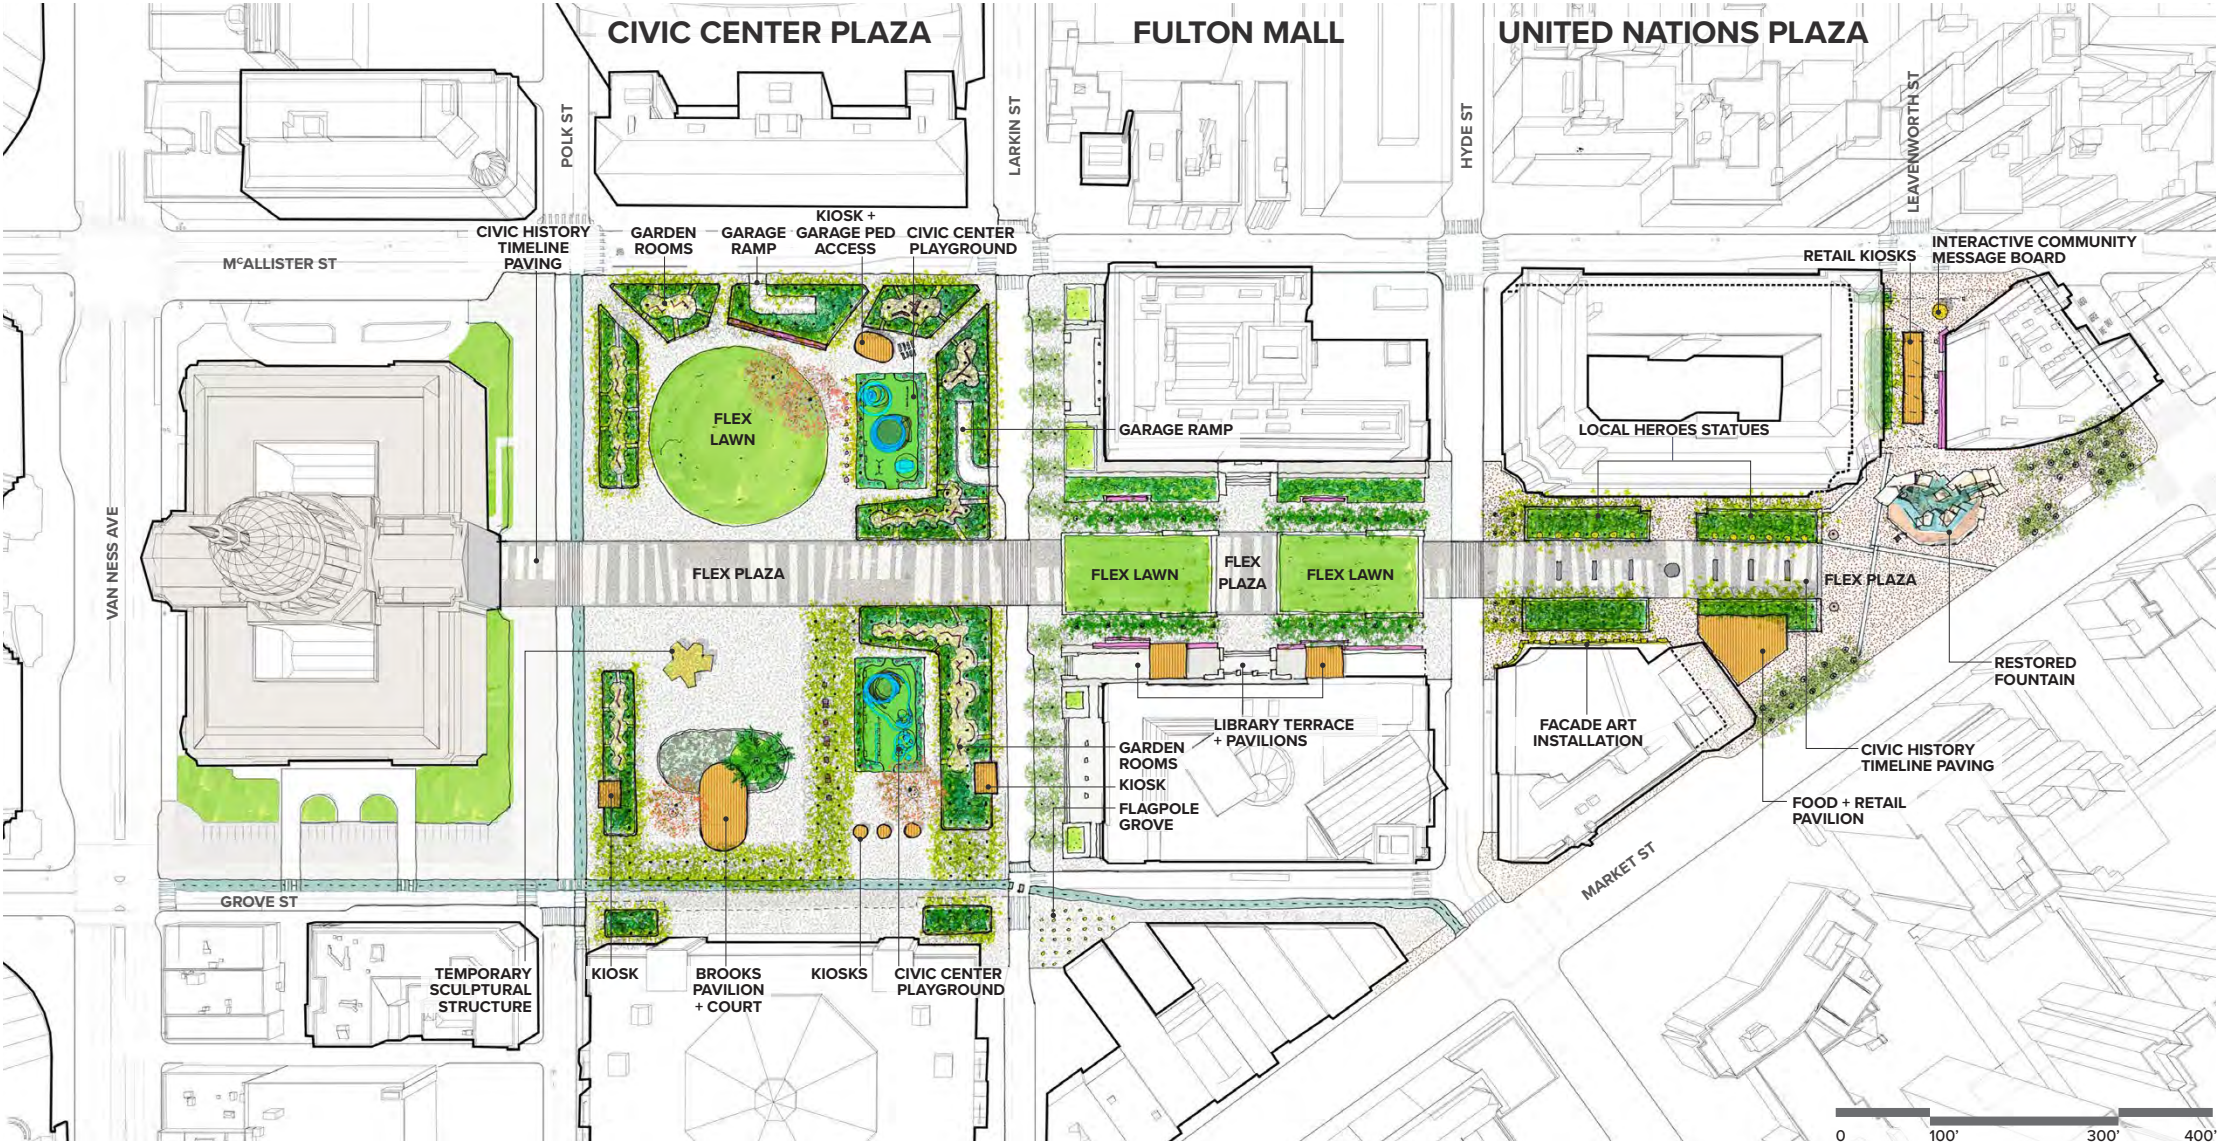 CIVIC CENTER PLAZA
FULTON MALL
UNITED NATIONS PLAZA
POLK ST
LARKIN ST
HYDE ST
LEAVENWORTH ST
MCALLISTER ST
CIVIC HISTORY
TIMELINE
PAVING
GARDEN
ROOMS
GARAGE
RAMP
KIOSK +
GARAGE PED
ACCESS
CIVIC CENTER
PLAYGROUND
RETAIL KIOSKS
INTERACTIVE COMMUNITY
MESSAGE BOARD
FLEX
LAWN
GARAGE RAMP
LOCAL HEROES STATUES
VAN NESS AVE
FLEX PLAZA
FLEX LAWN
FLEX
PLAZA
FLEX LAWN
FLEX PLAZA
RESTORED
FOUNTAIN
LIBRARY TERRACE
+ PAVILIONS
FACADE ART
INSTALLATION
GARDEN
ROOMS
KIOSK
FLAGPOLE
GROVE
CIVIC HISTORY
TIMELINE PAVING
FOOD + RETAIL
PAVILION
MARKET ST
GROVE ST
TEMPORARY
SCULPTURAL
STRUCTURE
KIOSK
BROOKS
PAVILION
+ COURT
KIOSKS
CIVIC CENTER
PLAYGROUND
0
100'
300'
400'